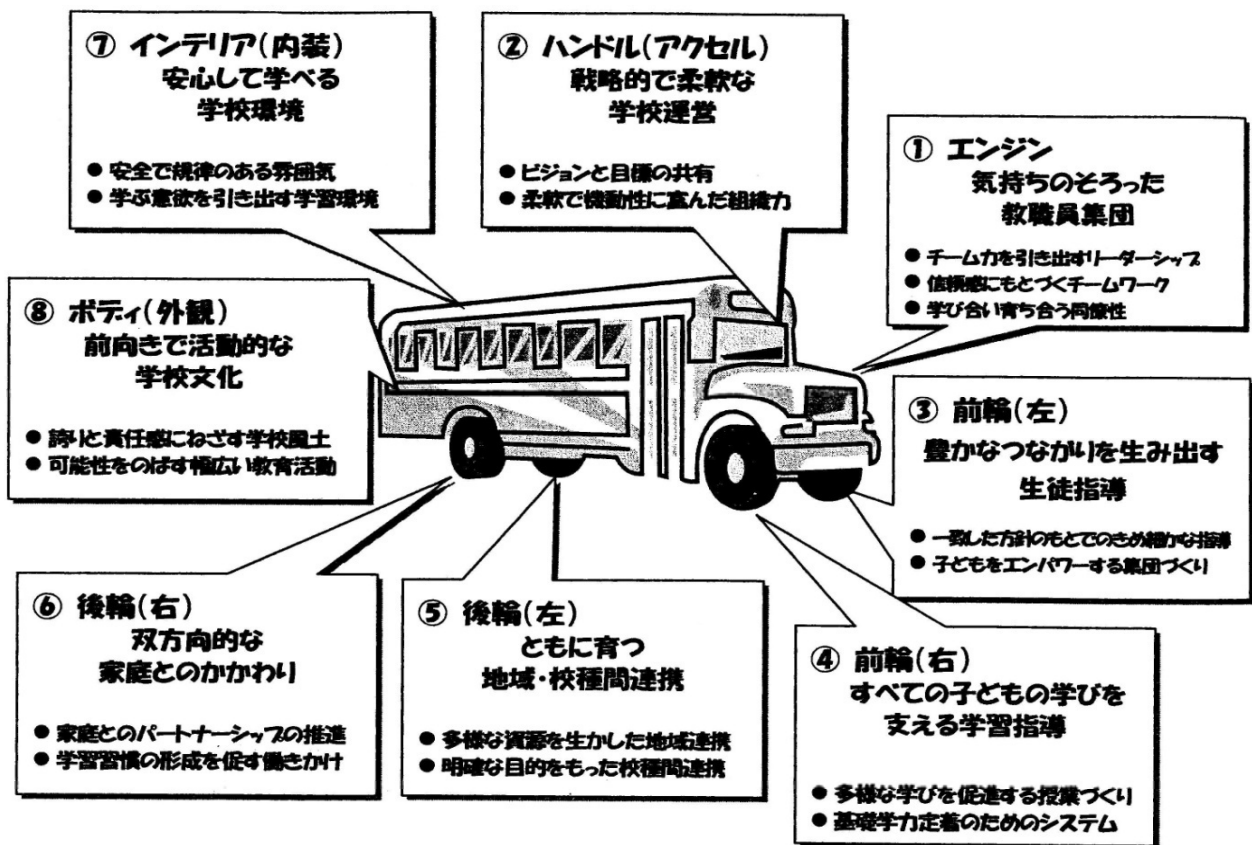 ⑦ インテリア(内装)
安心して学べる
学校環境
● 安全で規律のある雰囲気
● 学ぶ意欲を引き出す学習環境
② ハンドル(アクセル)
戦略的で柔軟な
学校運営
● ビジョンと目標の共有
● 柔軟で機動性に富んだ組織力
① エンジン
気持ちのそろった
教職員集団
● チーム力を引き出すリーダーシップ
● 信頼感にもとづくチームワーク
● 学び合い育ち合う同僚性
⑧ ボディ(外観)
前向きで活動的な
学校文化
● 誇りと責任感にねざす学校風土
● 可能性をのばす幅広い教育活動
③ 前輪(左)
豊かなつながりを生み出す
生徒指導
● 一致した方針のもとでのきめ細かな指導
● 子どもをエンパワーする集団づくり
⑥ 後輪(右)
双方向的な
家庭とのかかわり
● 家庭とのパートナーシップの推進
● 学習習慣の形成を促す働きかけ
⑤ 後輪(左)
ともに育つ
地域・校種間連携
● 多様な資源を生かした地域連携
● 明確な目的をもった校種間連携
④ 前輪(右)
すべての子どもの学びを
支える学習指導
● 多様な学びを促進する授業づくり
● 基礎学力定着のためのシステム